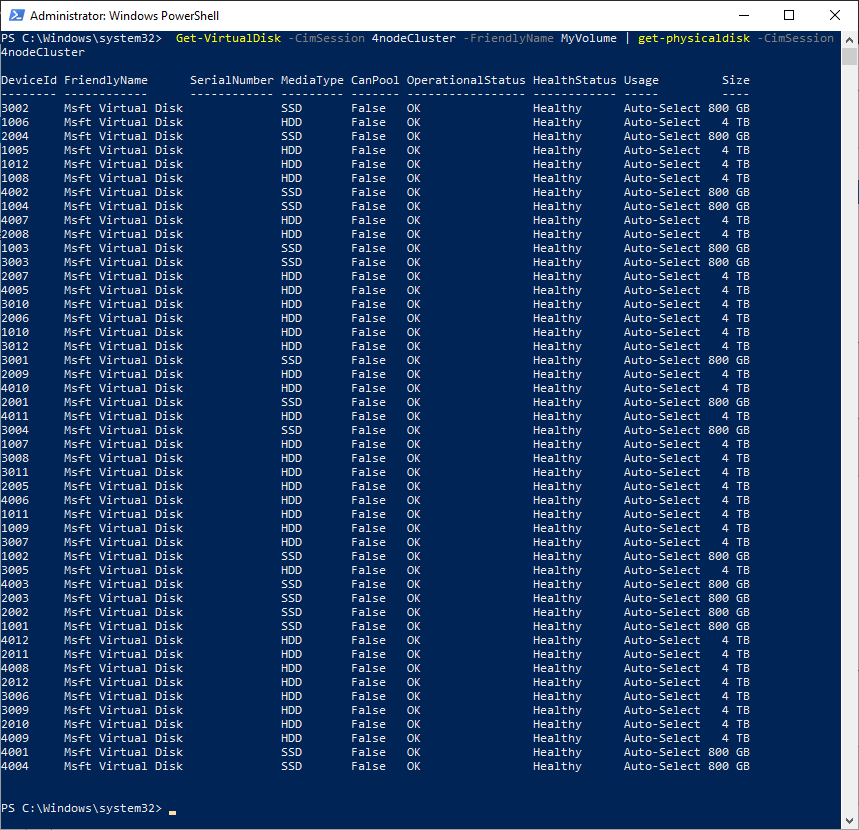 Administrator: Windows PowerShell
PS C:\Windows\system32>  Get-VirtualDisk -CimSession 4nodeCluster -FriendlyName MyVolume | get-physicaldisk -CimSession
4nodeCluster
DeviceId FriendlyName      SerialNumber MediaType CanPool OperationalStatus HealthStatus Usage         Size
-------- ------------      ------------ --------- ------- ----------------- ------------ -----         ----
3002     Msft Virtual Disk              SSD       False   OK                Healthy      Auto-Select 800 GB
1006     Msft Virtual Disk              HDD       False   OK                Healthy      Auto-Select   4 TB
2004     Msft Virtual Disk              SSD       False   OK                Healthy      Auto-Select 800 GB
1005     Msft Virtual Disk              HDD       False   OK                Healthy      Auto-Select   4 TB
1012     Msft Virtual Disk              HDD       False   OK                Healthy      Auto-Select   4 TB
1008     Msft Virtual Disk              HDD       False   OK                Healthy      Auto-Select   4 TB
4002     Msft Virtual Disk              SSD       False   OK                Healthy      Auto-Select 800 GB
1004     Msft Virtual Disk              SSD       False   OK                Healthy      Auto-Select 800 GB
4007     Msft Virtual Disk              HDD       False   OK                Healthy      Auto-Select   4 TB
2008     Msft Virtual Disk              HDD       False   OK                Healthy      Auto-Select   4 TB
1003     Msft Virtual Disk              SSD       False   OK                Healthy      Auto-Select 800 GB
3003     Msft Virtual Disk              SSD       False   OK                Healthy      Auto-Select 800 GB
2007     Msft Virtual Disk              HDD       False   OK                Healthy      Auto-Select   4 TB
4005     Msft Virtual Disk              HDD       False   OK                Healthy      Auto-Select   4 TB
3010     Msft Virtual Disk              HDD       False   OK                Healthy      Auto-Select   4 TB
2006     Msft Virtual Disk              HDD       False   OK                Healthy      Auto-Select   4 TB
1010     Msft Virtual Disk              HDD       False   OK                Healthy      Auto-Select   4 TB
3012     Msft Virtual Disk              HDD       False   OK                Healthy      Auto-Select   4 TB
3001     Msft Virtual Disk              SSD       False   OK                Healthy      Auto-Select 800 GB
2009     Msft Virtual Disk              HDD       False   OK                Healthy      Auto-Select   4 TB
4010     Msft Virtual Disk              HDD       False   OK                Healthy      Auto-Select   4 TB
2001     Msft Virtual Disk              SSD       False   OK                Healthy      Auto-Select 800 GB
4011     Msft Virtual Disk              HDD       False   OK                Healthy      Auto-Select   4 TB
3004     Msft Virtual Disk              SSD       False   OK                Healthy      Auto-Select 800 GB
1007     Msft Virtual Disk              HDD       False   OK                Healthy      Auto-Select   4 TB
3008     Msft Virtual Disk              HDD       False   OK                Healthy      Auto-Select   4 TB
3011     Msft Virtual Disk              HDD       False   OK                Healthy      Auto-Select   4 TB
2005     Msft Virtual Disk              HDD       False   OK                Healthy      Auto-Select   4 TB
4006     Msft Virtual Disk              HDD       False   OK                Healthy      Auto-Select   4 TB
1011     Msft Virtual Disk              HDD       False   OK                Healthy      Auto-Select   4 TB
1009     Msft Virtual Disk              HDD       False   OK                Healthy      Auto-Select   4 TB
3007     Msft Virtual Disk              HDD       False   OK                Healthy      Auto-Select   4 TB
1002     Msft Virtual Disk              SSD       False   OK                Healthy      Auto-Select 800 GB
3005     Msft Virtual Disk              HDD       False   OK                Healthy      Auto-Select   4 TB
4003     Msft Virtual Disk              SSD       False   OK                Healthy      Auto-Select 800 GB
2003     Msft Virtual Disk              SSD       False   OK                Healthy      Auto-Select 800 GB
2002     Msft Virtual Disk              SSD       False   OK                Healthy      Auto-Select 800 GB
1001     Msft Virtual Disk              SSD       False   OK                Healthy      Auto-Select 800 GB
4012     Msft Virtual Disk              HDD       False   OK                Healthy      Auto-Select   4 TB
2011     Msft Virtual Disk              HDD       False   OK                Healthy      Auto-Select   4 TB
4008     Msft Virtual Disk              HDD       False   OK                Healthy      Auto-Select   4 TB
2012     Msft Virtual Disk              HDD       False   OK                Healthy      Auto-Select   4 TB
3006     Msft Virtual Disk              HDD       False   OK                Healthy      Auto-Select   4 TB
3009     Msft Virtual Disk              HDD       False   OK                Healthy      Auto-Select   4 TB
2010     Msft Virtual Disk              HDD       False   OK                Healthy      Auto-Select   4 TB
4009     Msft Virtual Disk              HDD       False   OK                Healthy      Auto-Select   4 TB
4001     Msft Virtual Disk              SSD       False   OK                Healthy      Auto-Select 800 GB
4004     Msft Virtual Disk              SSD       False   OK                Healthy      Auto-Select 800 GB
PS C:\Windows\system32>